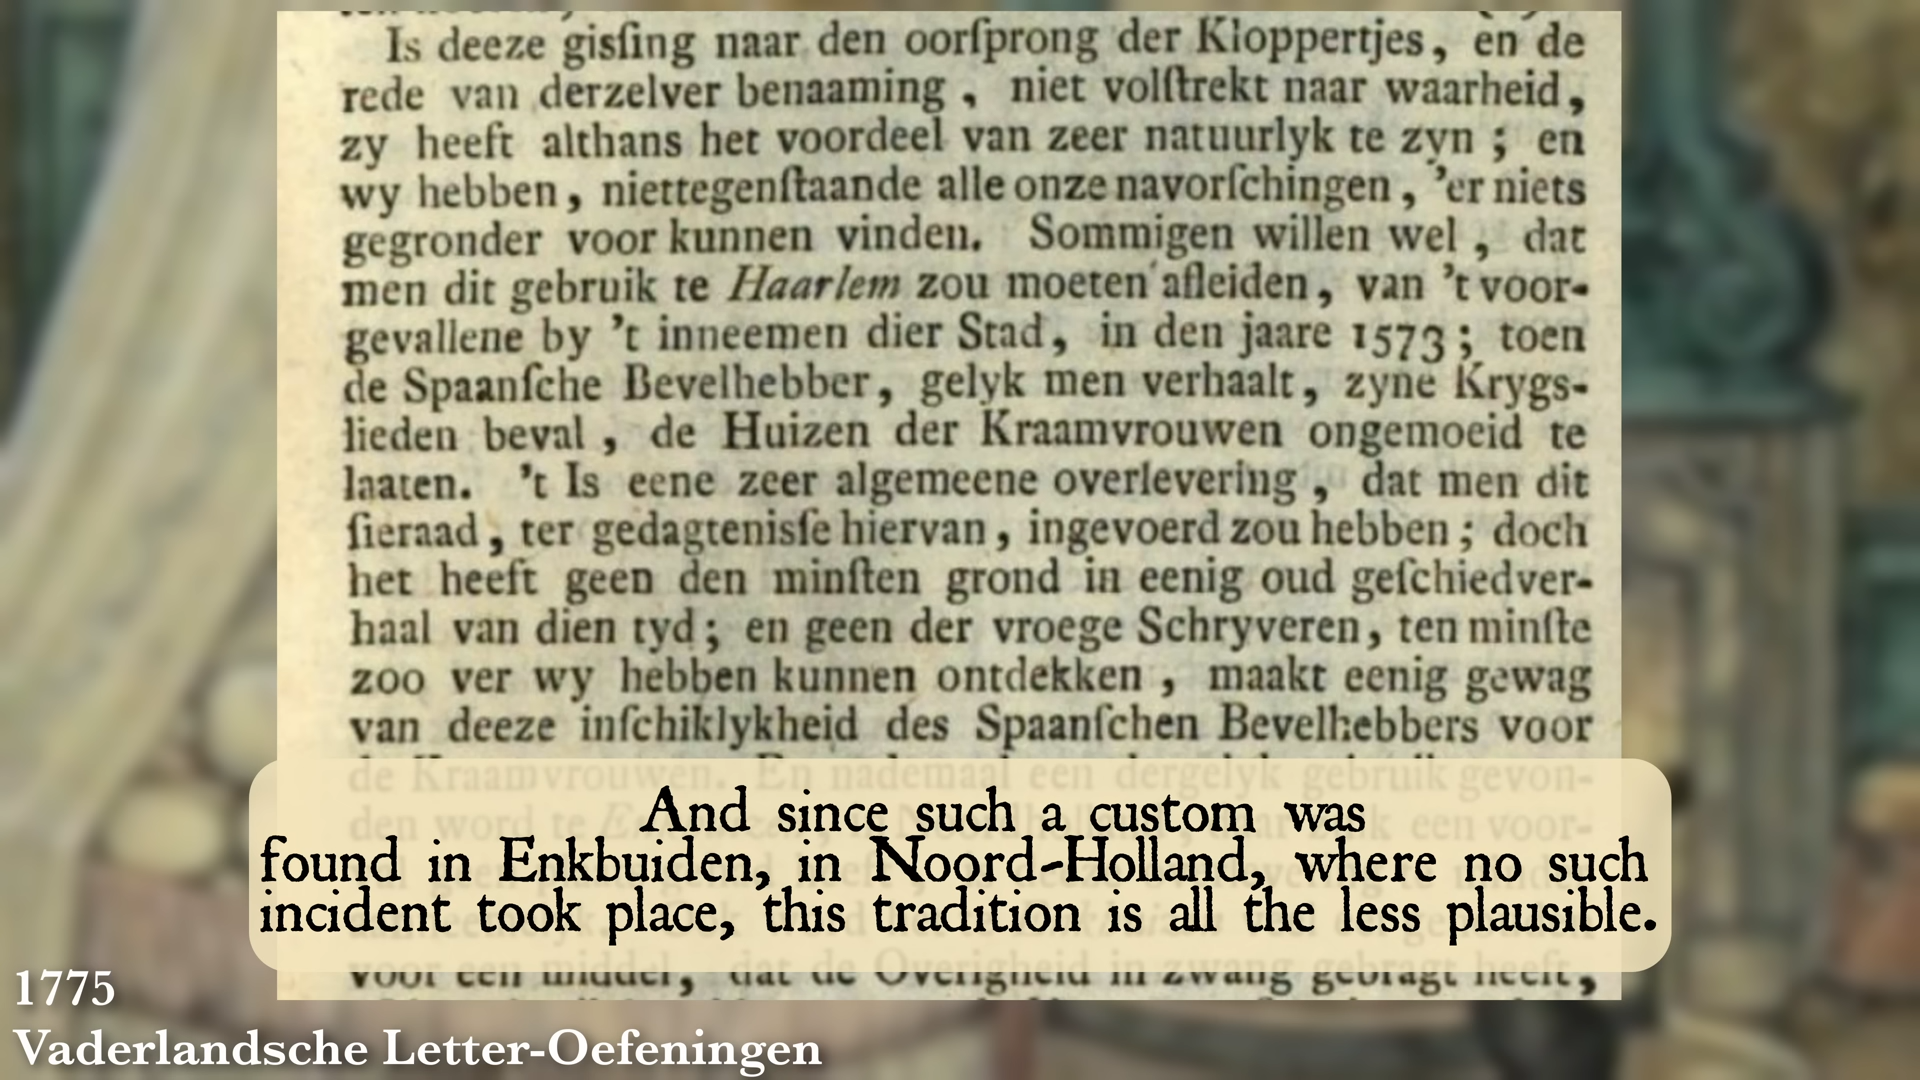 Is deeze gisſing naar den oorſprong der Kloppertjes, en de
rede van derzelver benaaming, niet volſtrekt naar waarheid,
zy heeft althans het voordeel van zeer natuurlyk te zyn; en
wy hebben, niettegenſtaande alle onze navorſchingen, 'er niets
gegronder voor kunnen vinden. Sommigen willen wel, dat
men dit gebruik te Haarlem zou moeten afleiden, van 't voor-
gevallene by 't inneemen dier Stad, in den jaare 1573; toen
de Spaanſche Bevelhebber, gelyk men verhaalt, zyne Krygs-
lieden beval, de Huizen der Kraamvrouwen ongemoeid te
laaten. 't Is eene zeer algemeene overlevering, dat men dit
ſieraad, ter gedagtenisſe hiervan, ingevoerd zou hebben; doch
het heeft geen den minſten grond in eenig oud geſchiedver-
haal van dien tyd; en geen der vroege Schryveren, ten minſte
zoo ver wy hebben kunnen ontdekken, maakt eenig gewag
van deeze inſchiklykheid des Spaanſchen Bevelhebbers voor
de Kraamvrouwen. En nademaal een dergelyk gebruik gevon-
den word te een voor-
And since such a custom was
found in Enkbuiden, in Noord-Holland, where no such
incident took place, this tradition is all the less plausible.
voor een middel, dat de Overigheid in zwang gebragt heeft,
1775
Vaderlandsche Letter-Oefeningen